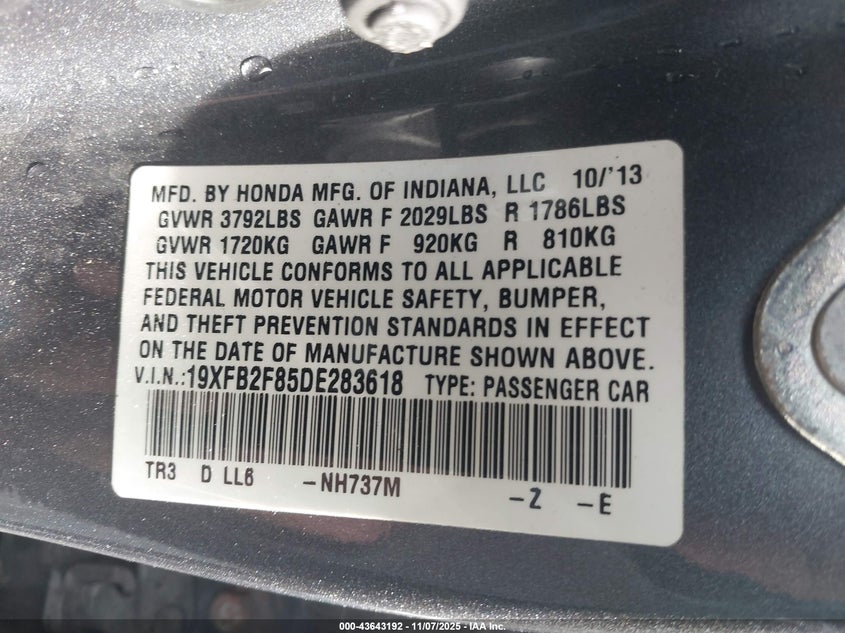 MFD. BY HONDA MFG. OF INDIANA, LLC 10/'13
GVWR 3792LBS GAWR F 2029LBS R 1786LBS
GVWR 1720KG GAWR F 920KG R 810KG
THIS VEHICLE CONFORMS TO ALL APPLICABLE
FEDERAL MOTOR VEHICLE SAFETY, BUMPER,
AND THEFT PREVENTION STANDARDS IN EFFECT
ON THE DATE OF MANUFACTURE SHOWN ABOVE.
V.I.N.:19XFB2F85DE283618 TYPE: PASSENGER CAR
TR3 D LL6 -NH737M -Z -E
000-43643192 - 11/07/2025 - IAA Inc.